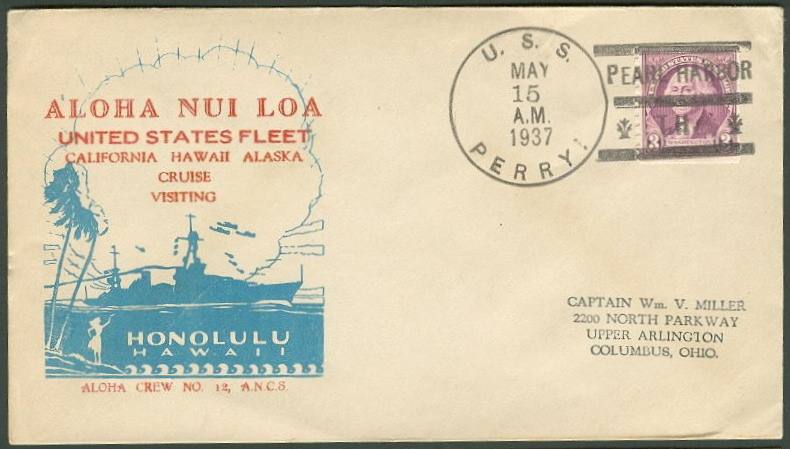 ALOHA NUI LOA
UNITED STATES FLEET
CALIFORNIA HAWAII ALASKA
CRUISE
VISITING
HONOLULU
HAWAII
ALOHA CREW NO. 12, A.N.C.S.
U. S. S.
MAY
15
A.M.
1937
PERRY
PEARL HARBOR
T.H.
3 3
WASHINGTON
CAPTAIN Wm. V. MILLER
2200 NORTH PARKWAY
UPPER ARLINGTON
COLUMBUS, OHIO.